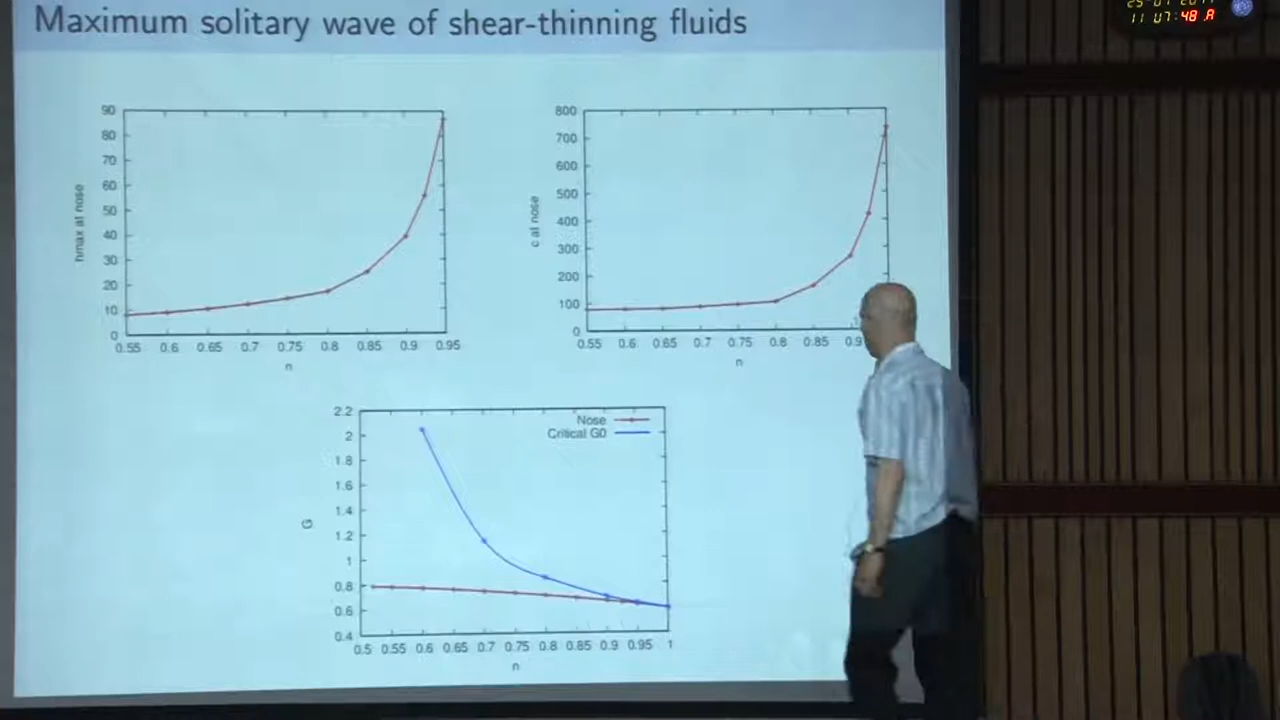 Maximum solitary wave of shear-thinning fluids
11 07:48 A
90
80
70
60
50
40
30
20
10
0
hmax at nose
0.55 0.6 0.65 0.7 0.75 0.8 0.85 0.9 0.95
n
800
700
600
500
400
300
200
100
0
c at nose
0.55 0.6 0.65 0.7 0.75 0.8 0.85 0.9
n
2.2
2
1.8
1.6
1.4
1.2
1
0.8
0.6
0.4
G
Nose
Critical G0
0.5 0.55 0.6 0.65 0.7 0.75 0.8 0.85 0.9 0.95 1
n